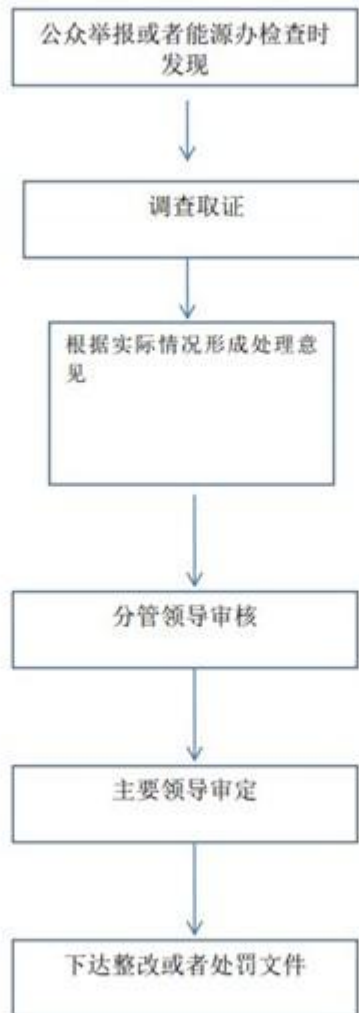 公众举报或者能源办检查时
发现
调查取证
根据实际情况形成处理意
见
分管领导审核
主要领导审定
下达整改或者处罚文件